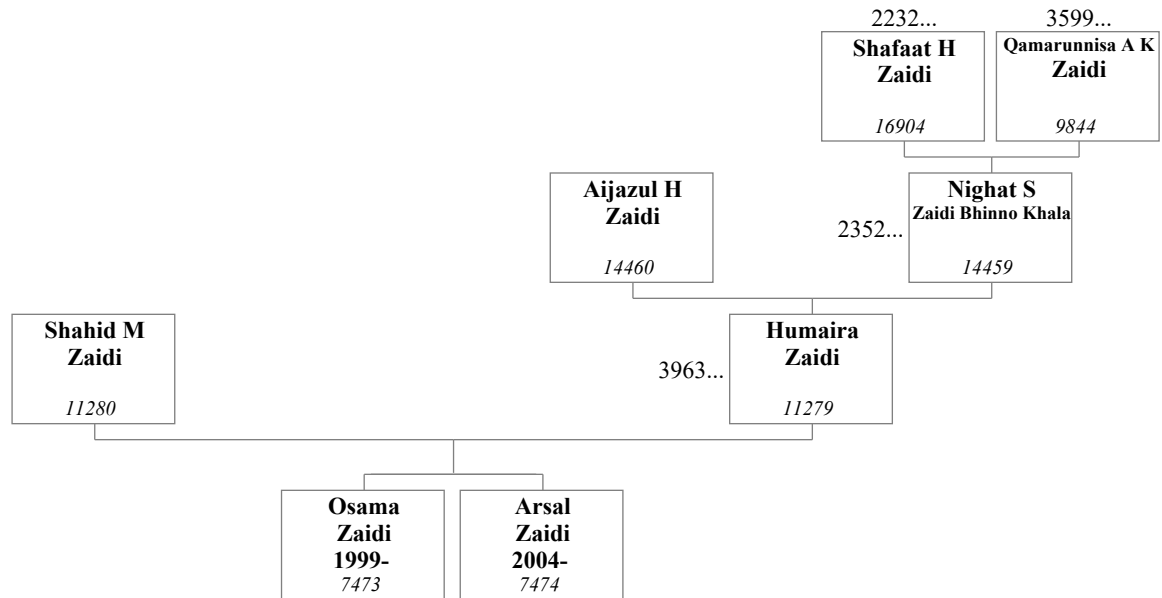 2232...
3599...
Shafaat H
Zaidi
16904
Qamarunnisa A K
Zaidi
9844
Aijazul H
Zaidi
14460
2352...
Nighat S
Zaidi Bhinno Khala
14459
Shahid M
Zaidi
11280
3963...
Humaira
Zaidi
11279
Osama
Zaidi
1999-
7473
Arsal
Zaidi
2004-
7474